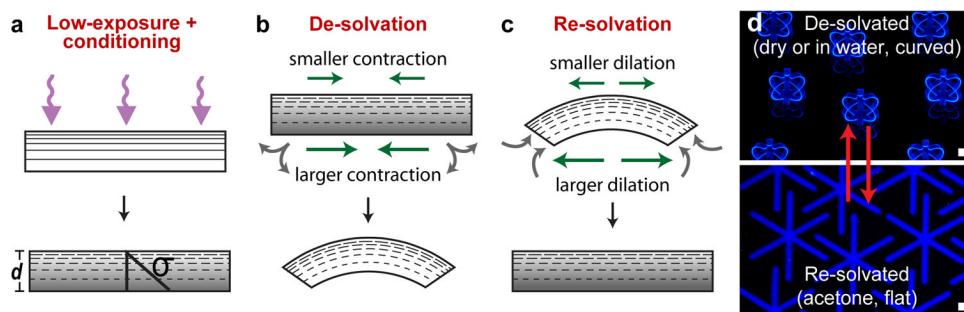 a
Low-exposure +
conditioning
d
σ
b
De-solvation
smaller contraction
larger contraction
c
Re-solvation
smaller dilation
larger dilation
d
De-solvated
(dry or in water, curved)
Re-solvated
(acetone, flat)